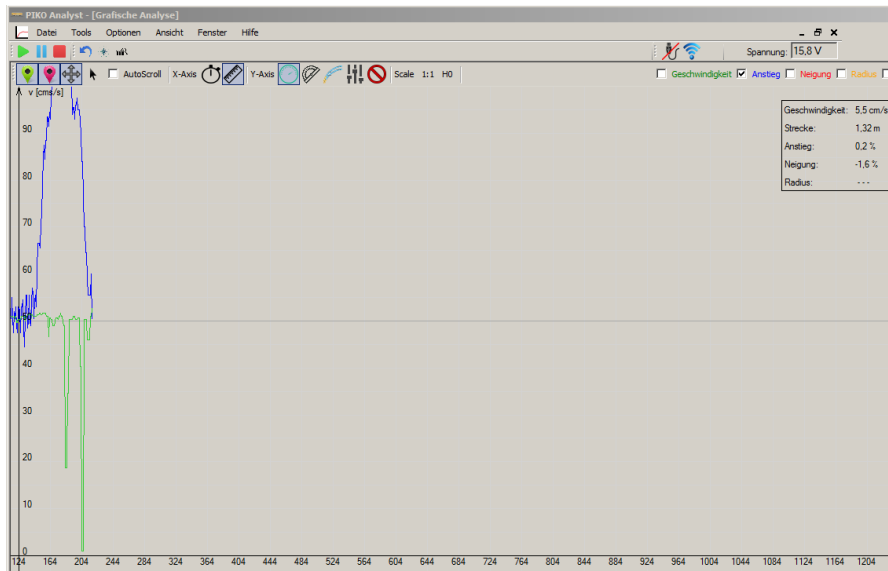 PIKO Analyst - [Grafische Analyse]
Datei Tools Optionen Ansicht Fenster Hilfe
Spannung: 15,8 V
AutoScroll X-Axis Y-Axis Scale 1:1 H0 Geschwindigkeit Anstieg Neigung Radius
v [cms/s]
90
80
70
60
50
40
30
20
10
0
Geschwindigkeit: 5,5 cm/s
Strecke: 1,32 m
Anstieg: 0,2 %
Neigung: -1,6 %
Radius: - - -
124 164 204 244 284 324 364 404 444 484 524 564 604 644 684 724 764 804 844 884 924 964 1004 1044 1084 1124 1164 1204